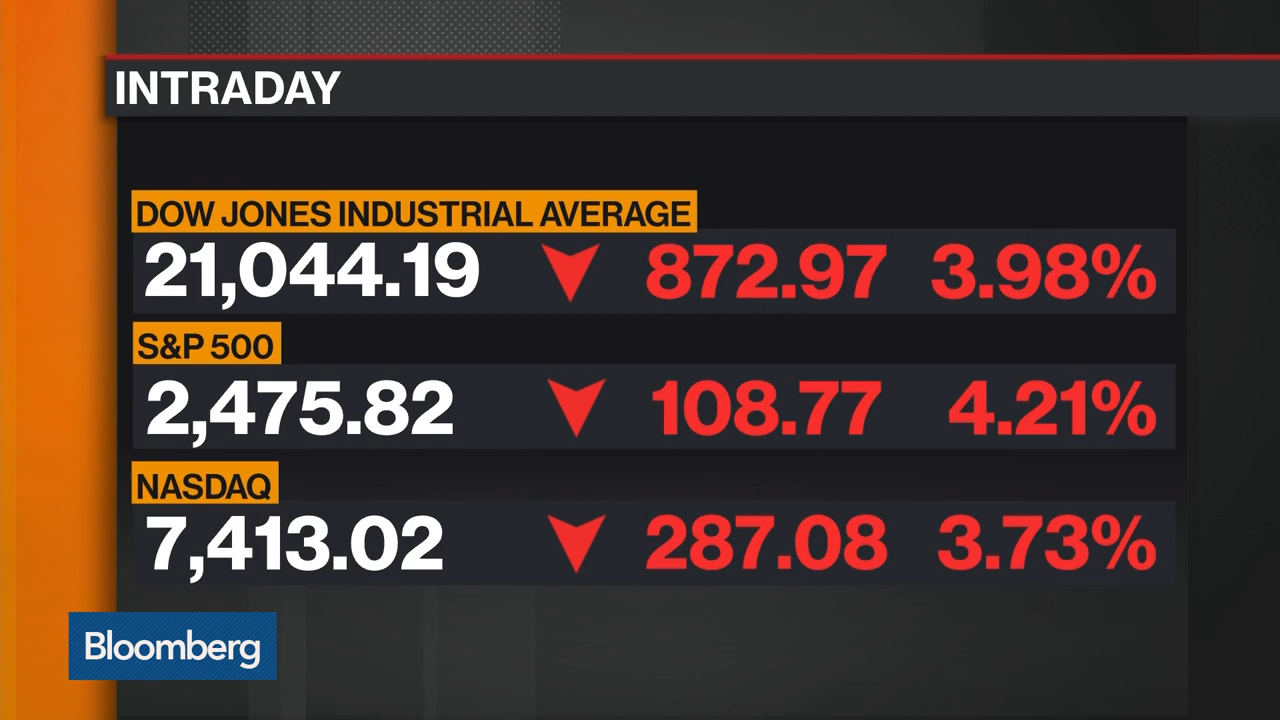 INTRADAY
DOW JONES INDUSTRIAL AVERAGE
21,044.19 872.97 3.98%
S&P 500
2,475.82 108.77 4.21%
NASDAQ
7,413.02 287.08 3.73%
Bloomberg